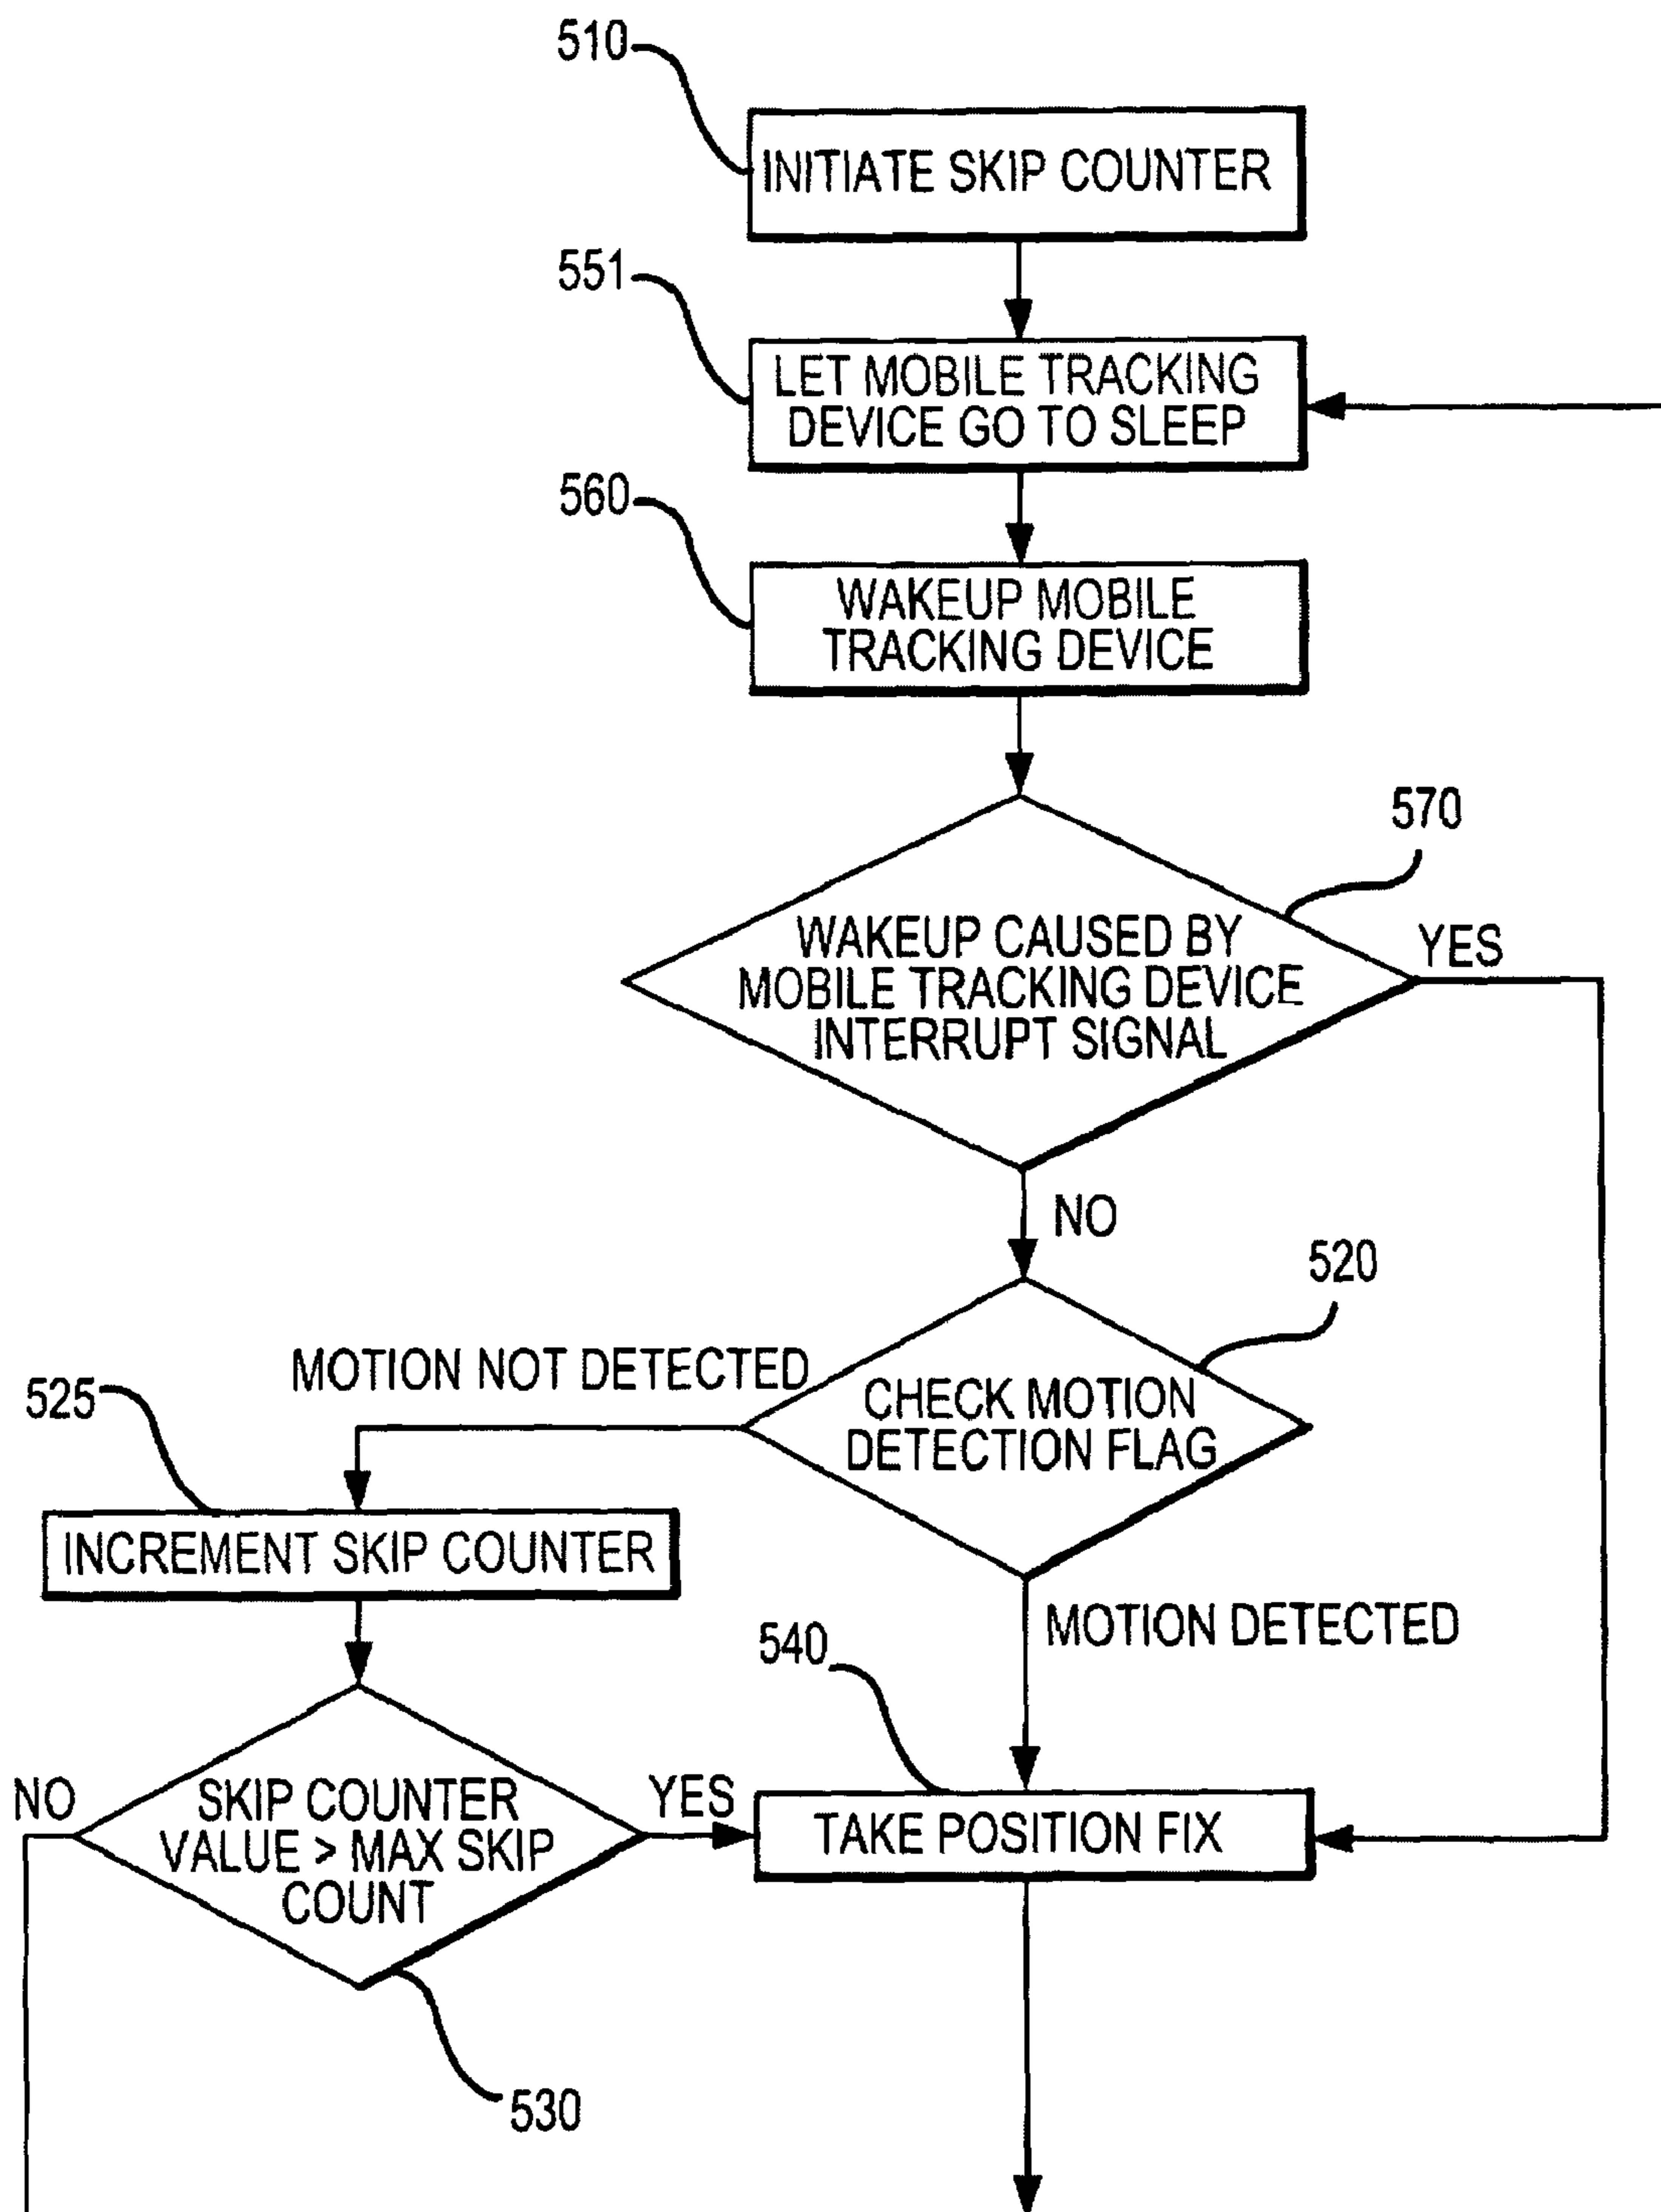 510
INITIATE SKIP COUNTER
551
LET MOBILE TRACKING
DEVICE GO TO SLEEP
560
WAKEUP MOBILE
TRACKING DEVICE
570
WAKEUP CAUSED BY
MOBILE TRACKING DEVICE
INTERRUPT SIGNAL
YES
NO
520
MOTION NOT DETECTED
CHECK MOTION
DETECTION FLAG
525
INCREMENT SKIP COUNTER
MOTION DETECTED
540
NO
SKIP COUNTER
VALUE > MAX SKIP
COUNT
YES
TAKE POSITION FIX
530